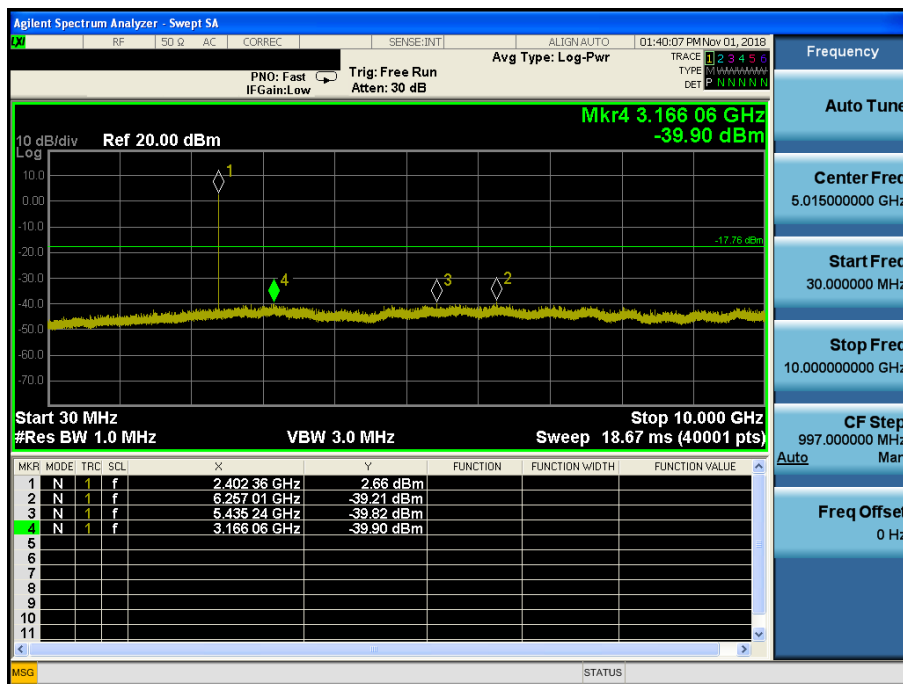 Agilent Spectrum Analyzer - Swept SA
LXI RF 50 Ω AC CORREC SENSE:INT ALIGN AUTO 01:40:07 PM Nov 01, 2018
Frequency
Avg Type: Log-Pwr
TRACE 1 2 3 4 5 6
PNO: Fast Trig: Free Run
TYPE M WWWWW
IFGain:Low Atten: 30 dB
DET P N N N N N
Auto Tune
Mkr4 3.166 06 GHz
-39.90 dBm
10 dB/div Ref 20.00 dBm
Log
10.0
0.00
-10.0
-20.0
-30.0
-40.0
-50.0
-60.0
-70.0
1
-17.76 dBm
4
3
2
Center Freq
5.015000000 GHz
Start Freq
30.000000 MHz
Stop Freq
10.000000000 GHz
Start 30 MHz Stop 10.000 GHz
#Res BW 1.0 MHz VBW 3.0 MHz Sweep 18.67 ms (40001 pts)
CF Step
997.000000 MHz
Auto Man
MKR MODE TRC SCL X Y FUNCTION FUNCTION WIDTH FUNCTION VALUE
1 N 1 f 2.402 36 GHz 2.66 dBm
2 N 1 f 6.257 01 GHz -39.21 dBm
3 N 1 f 5.435 24 GHz -39.82 dBm
4 N 1 f 3.166 06 GHz -39.90 dBm
5
6
7
8
9
10
11
Freq Offset
0 Hz
MSG STATUS